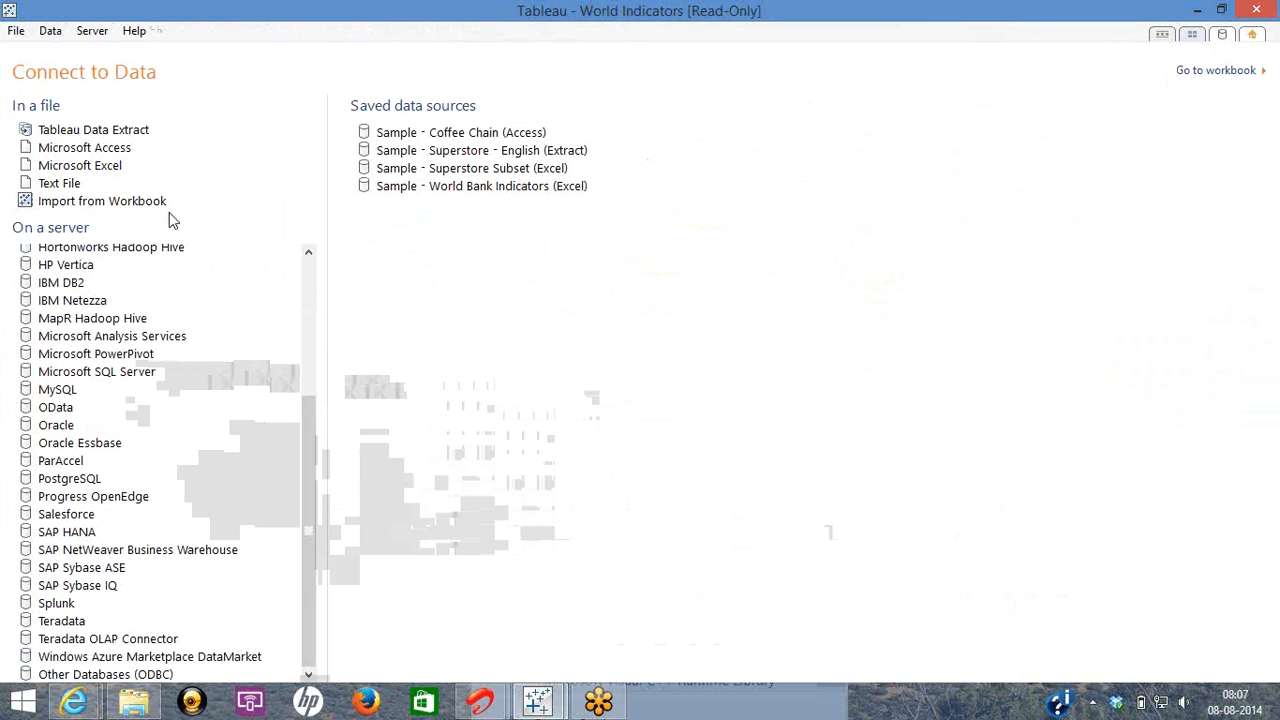 Tableau - World Indicators [Read-Only]
File Data Server Help
Connect to Data
Go to workbook
In a file
Tableau Data Extract
Microsoft Access
Microsoft Excel
Text File
Import from Workbook
On a server
Hortonworks Hadoop Hive
HP Vertica
IBM DB2
IBM Netezza
MapR Hadoop Hive
Microsoft Analysis Services
Microsoft PowerPivot
Microsoft SQL Server
MySQL
OData
Oracle
Oracle Essbase
ParAccel
PostgreSQL
Progress OpenEdge
Salesforce
SAP HANA
SAP NetWeaver Business Warehouse
SAP Sybase ASE
SAP Sybase IQ
Splunk
Teradata
Teradata OLAP Connector
Windows Azure Marketplace DataMarket
Other Databases (ODBC)
Saved data sources
Sample - Coffee Chain (Access)
Sample - Superstore - English (Extract)
Sample - Superstore Subset (Excel)
Sample - World Bank Indicators (Excel)
Runtime Library
hp
08:07
08-08-2014